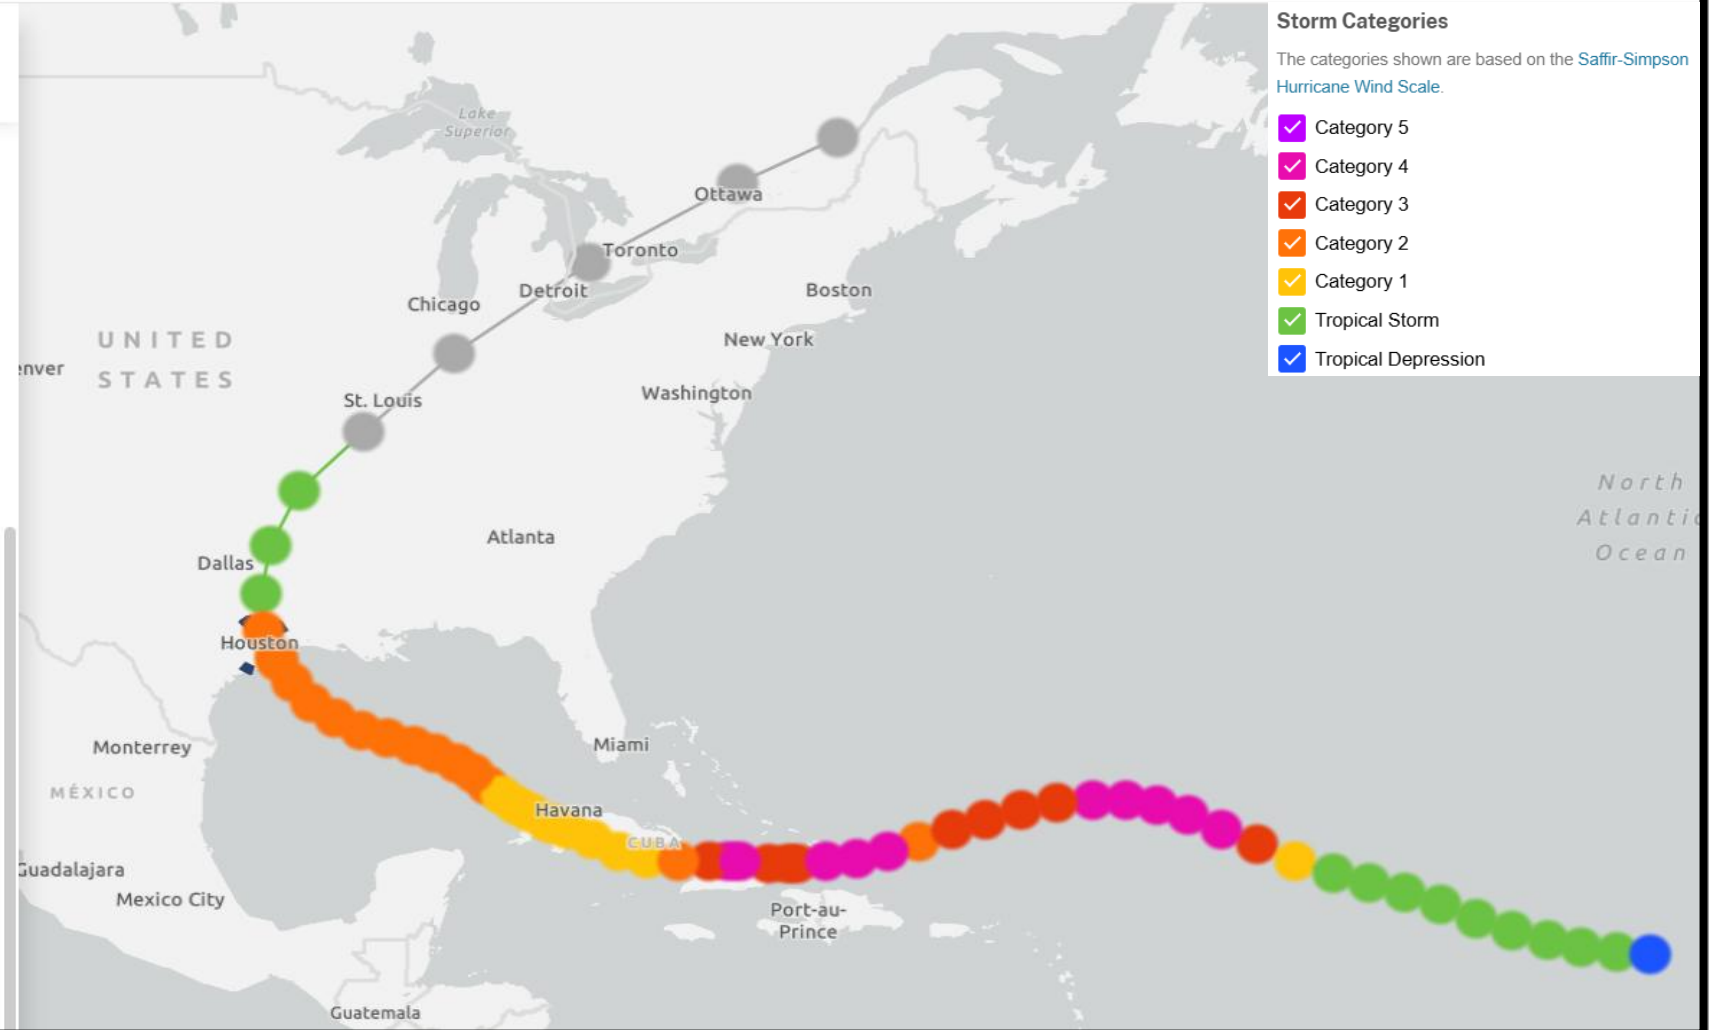 Storm Categories
The categories shown are based on the Saffir-Simpson
Hurricane Wind Scale.
Category 5
Category 4
Category 3
Category 2
Category 1
Tropical Storm
Tropical Depression
Lake
Superior
Ottawa
Toronto
Detroit
Chicago
Boston
New York
UNITED
STATES
enver
St. Louis
Washington
North
Atlantic
Ocean
Atlanta
Dallas
Houston
Miami
Monterrey
MÉXICO
Havana
CUBA
Guadalajara
Mexico City
Port-au-
Prince
Guatemala